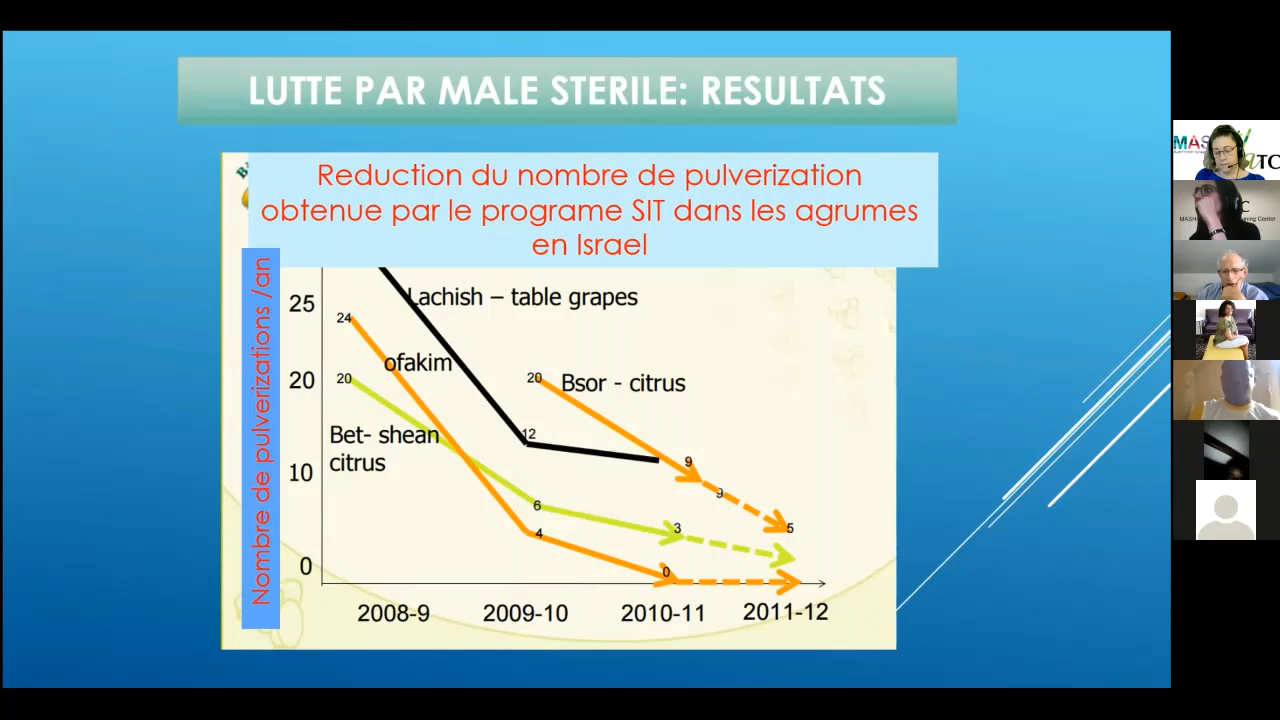 LUTTE PAR MALE STERILE: RESULTATS
Reduction du nombre de pulverization
obtenue par le programe SIT dans les agrumes
en Israel
Nombre de pulverizations /an
25
20
10
0
24
20
Lachish – table grapes
ofakim
Bet- shean
citrus
20
Bsor - citrus
12
9
9
6
4
3
5
0
2008-9
2009-10
2010-11
2011-12